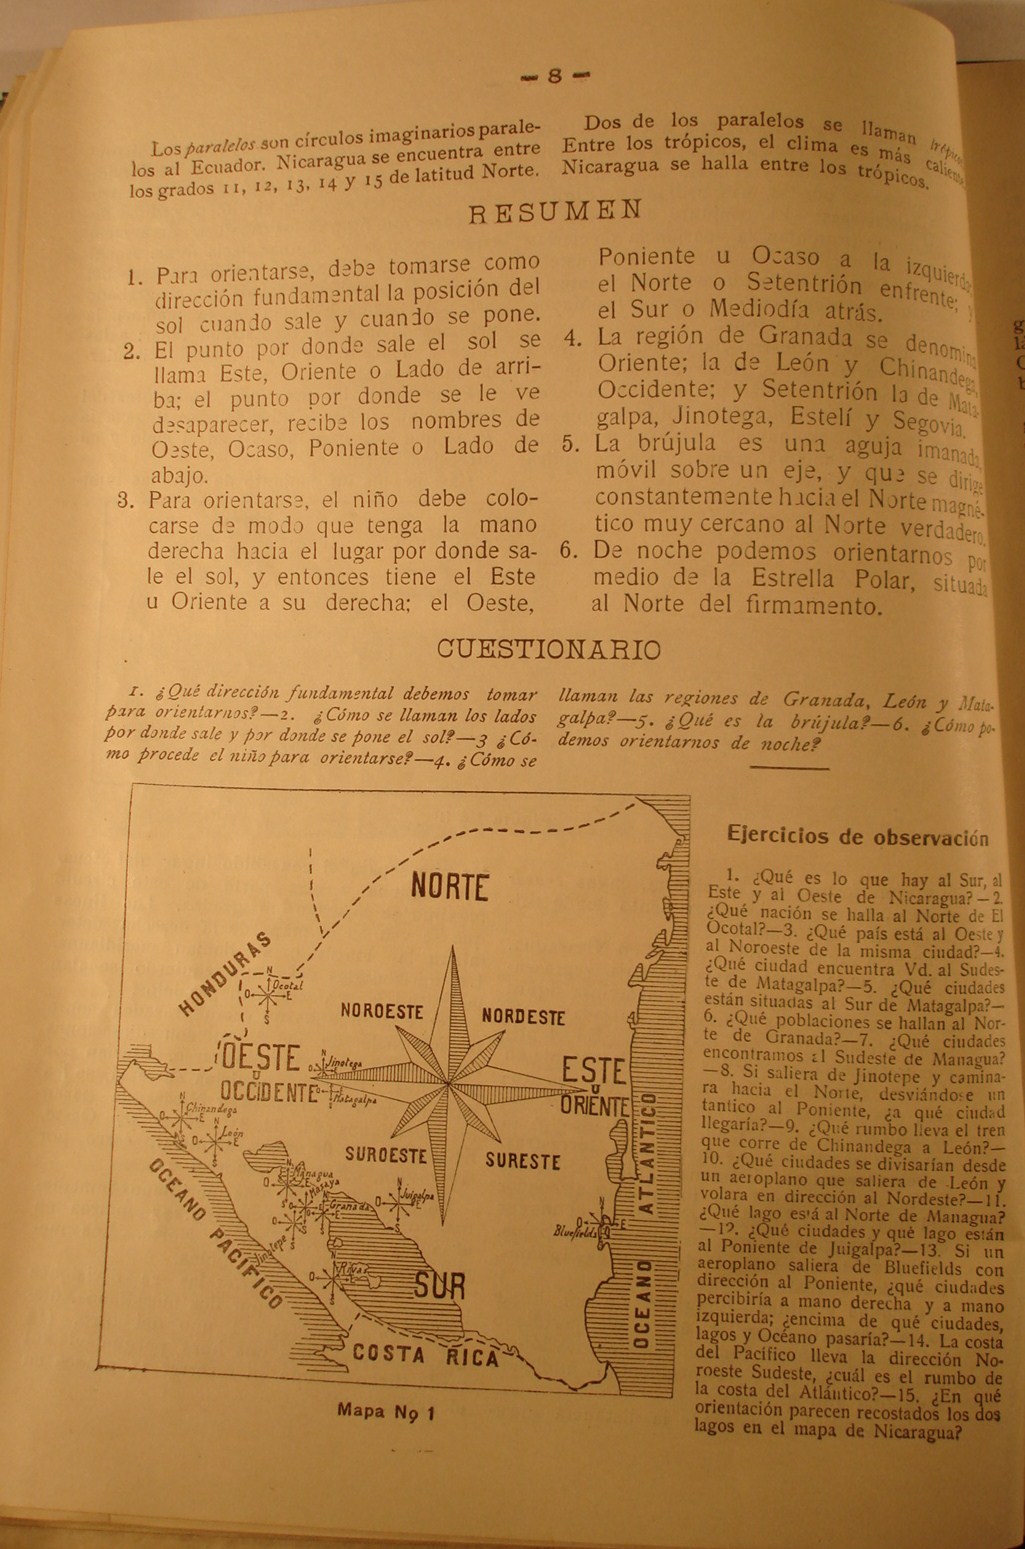 — 8 —
Los paralelos son círculos imaginarios parale-
los al Ecuador. Nicaragua se encuentra entre
los grados 11, 12, 13, 14 y 15 de latitud Norte.
Dos de los paralelos se llaman trópicos
Entre los trópicos, el clima es más caliente
Nicaragua se halla entre los trópicos.
RESUMEN
1. Para orientarse, debe tomarse como
dirección fundamental la posición del
sol cuando sale y cuando se pone.
2. El punto por donde sale el sol se
llama Este, Oriente o Lado de arri-
ba; el punto por donde se le ve
desaparecer, recibe los nombres de
Oeste, Ocaso, Poniente o Lado de
abajo.
3. Para orientarse, el niño debe colo-
carse de modo que tenga la mano
derecha hacia el lugar por donde sa-
le el sol, y entonces tiene el Este
u Oriente a su derecha; el Oeste,
Poniente u Ocaso a la izquierda
el Norte o Setentrión enfrente; y
el Sur o Mediodía atrás.
4. La región de Granada se denomina
Oriente; la de León y Chinandega,
Occidente; y Setentrión la de Mata-
galpa, Jinotega, Estelí y Segovia.
5. La brújula es una aguja imanada,
móvil sobre un eje, y que se dirige
constantemente hacia el Norte magné-
tico muy cercano al Norte verdadero.
6. De noche podemos orientarnos por
medio de la Estrella Polar, situada
al Norte del firmamento.
CUESTIONARIO
1. ¿Qué dirección fundamental debemos tomar
para orientarnos?—2. ¿Cómo se llaman los lados
por donde sale y por donde se pone el sol?—3 ¿Có-
mo procede el niño para orientarse?—4. ¿Cómo se
llaman las regiones de Granada, León y Mata-
galpa?—5. ¿Qué es la brújula?—6. ¿Cómo po-
demos orientarnos de noche?
NORTE
HONDURAS
N
Ocotal
O
E
S
NOROESTE
NORDESTE
OESTE
U
OCCIDENTE
Jinotega
Matagalpa
ESTE
U
ORIENTE
Chinandega
León
SUROESTE
SURESTE
Managua
Masaya
Granada
Juigalpa
Jinotepe
Rivas
Bluefields
OCEANO PACÍFICO
OCEANO ATLÁNTICO
SUR
COSTA RICA
Mapa Nº 1
Ejercicios de observación
1. ¿Qué es lo que hay al Sur, al
Este y al Oeste de Nicaragua?—2.
¿Qué nación se halla al Norte de El
Ocotal?—3. ¿Qué país está al Oeste y
al Noroeste de la misma ciudad?—4.
¿Qué ciudad encuentra Vd. al Sudes-
te de Matagalpa?—5. ¿Qué ciudades
están situadas al Sur de Matagalpa?—
6. ¿Qué poblaciones se hallan al Nor-
te de Granada?—7. ¿Qué ciudades
encontramos al Sudeste de Managua?
—8. Si saliera de Jinotepe y camina-
ra hacia el Norte, desviándose un
tantico al Poniente, ¿a qué ciudad
llegaría?—9. ¿Qué rumbo lleva el tren
que corre de Chinandega a León?—
10. ¿Qué ciudades se divisarían desde
un aeroplano que saliera de León y
volara en dirección al Nordeste?—11.
¿Qué lago está al Norte de Managua?
—12. ¿Qué ciudades y qué lago están
al Poniente de Juigalpa?—13. Si un
aeroplano saliera de Bluefields con
dirección al Poniente, ¿qué ciudades
percibiría a mano derecha y a mano
izquierda; ¿encima de qué ciudades,
lagos y Océano pasaría?—14. La costa
del Pacífico lleva la dirección No-
roeste Sudeste, ¿cuál es el rumbo de
la costa del Atlántico?—15. ¿En qué
orientación parecen recostados los dos
lagos en el mapa de Nicaragua?